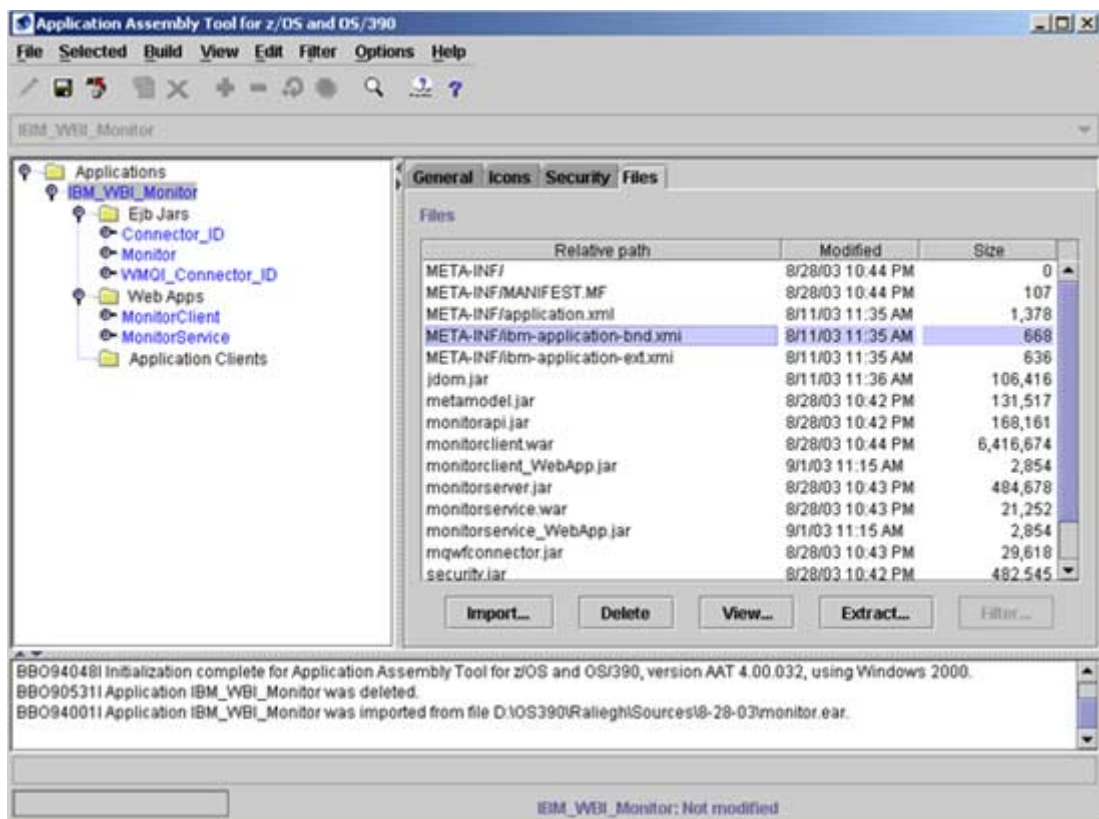 Application Assembly Tool for z/OS and OS/390
File Selected Build View Edit Filter Options Help
IBM_WBI_Monitor
Applications
IBM_WBI_Monitor
Ejb Jars
Connector_ID
Monitor
WMQI_Connector_ID
Web Apps
MonitorClient
MonitorService
Application Clients
General Icons Security Files
Files
Relative path Modified Size
META-INF/ 8/28/03 10:44 PM 0
META-INF/MANIFEST.MF 8/28/03 10:44 PM 107
META-INF/application.xml 8/11/03 11:35 AM 1,378
META-INF/ibm-application-bnd.xmi 8/11/03 11:35 AM 668
META-INF/ibm-application-ext.xmi 8/11/03 11:35 AM 636
jdom.jar 8/11/03 11:36 AM 106,416
metamodel.jar 8/28/03 10:42 PM 131,517
monitorapi.jar 8/28/03 10:42 PM 168,161
monitorclient.war 8/28/03 10:44 PM 6,416,674
monitorclient_WebApp.jar 9/1/03 11:15 AM 2,854
monitorserver.jar 8/28/03 10:43 PM 484,678
monitorservice.war 8/28/03 10:43 PM 21,252
monitorservice_WebApp.jar 9/1/03 11:15 AM 2,854
mqwfconnector.jar 8/28/03 10:43 PM 29,618
security.jar 8/28/03 10:42 PM 482,545
Import... Delete View... Extract... Filter...
BBO94048I Initialization complete for Application Assembly Tool for z/OS and OS/390, version AAT 4.00.032, using Windows 2000.
BBO90531I Application IBM_WBI_Monitor was deleted.
BBO94001I Application IBM_WBI_Monitor was imported from file D:\OS390\Raliegh\Sources\8-28-03\monitor.ear.
IBM_WBI_Monitor: Not modified